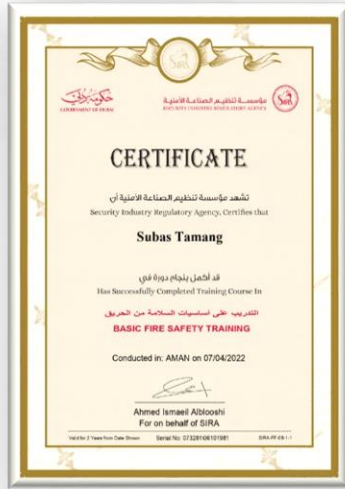 SIRA
حكومة دبي
GOVERNMENT OF DUBAI
مؤسسة تنظيم الصناعة الأمنية
SECURITY INDUSTRY REGULATORY AGENCY
CERTIFICATE
تشهد مؤسسة تنظيم الصناعة الأمنية أن
Security Industry Regulatory Agency, Certifies that
Subas Tamang
قد أكمل بنجاح دورة في
Has Successfully Completed Training Course In
التدريب على اساسيات السلامة من الحريق
BASIC FIRE SAFETY TRAINING
Conducted in: AMAN on 07/04/2022
Ahmed Ismaeil Alblooshi
For on behalf of SIRA
Valid for 2 Years from Date Shown
Serial No: